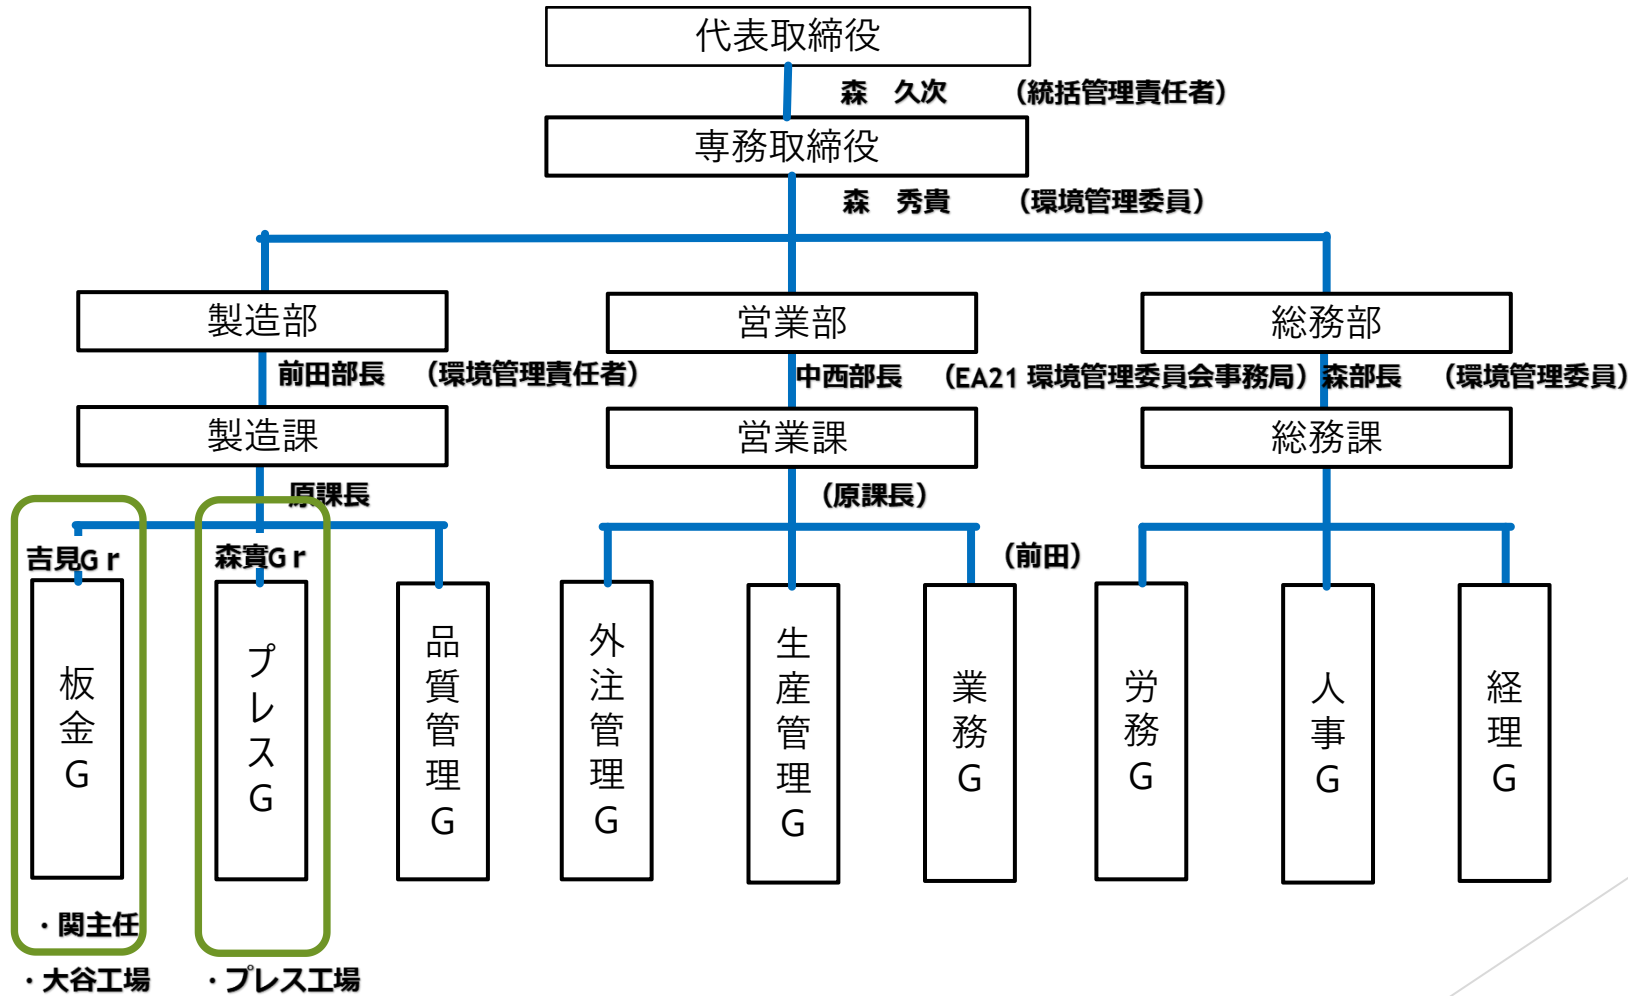 代表取締役
森　久次　（統括管理責任者）
専務取締役
森　秀貴　（環境管理委員）
製造部
営業部
総務部
前田部長　（環境管理責任者）
中西部長　（EA21 環境管理委員会事務局）
森部長　（環境管理委員）
製造課
営業課
総務課
原課長
（原課長）
吉見Gｒ
森實Gｒ
（前田）
板金G
プレスG
品質管理G
外注管理G
生産管理G
業務G
労務G
人事G
経理G
・関主任
・大谷工場
・プレス工場